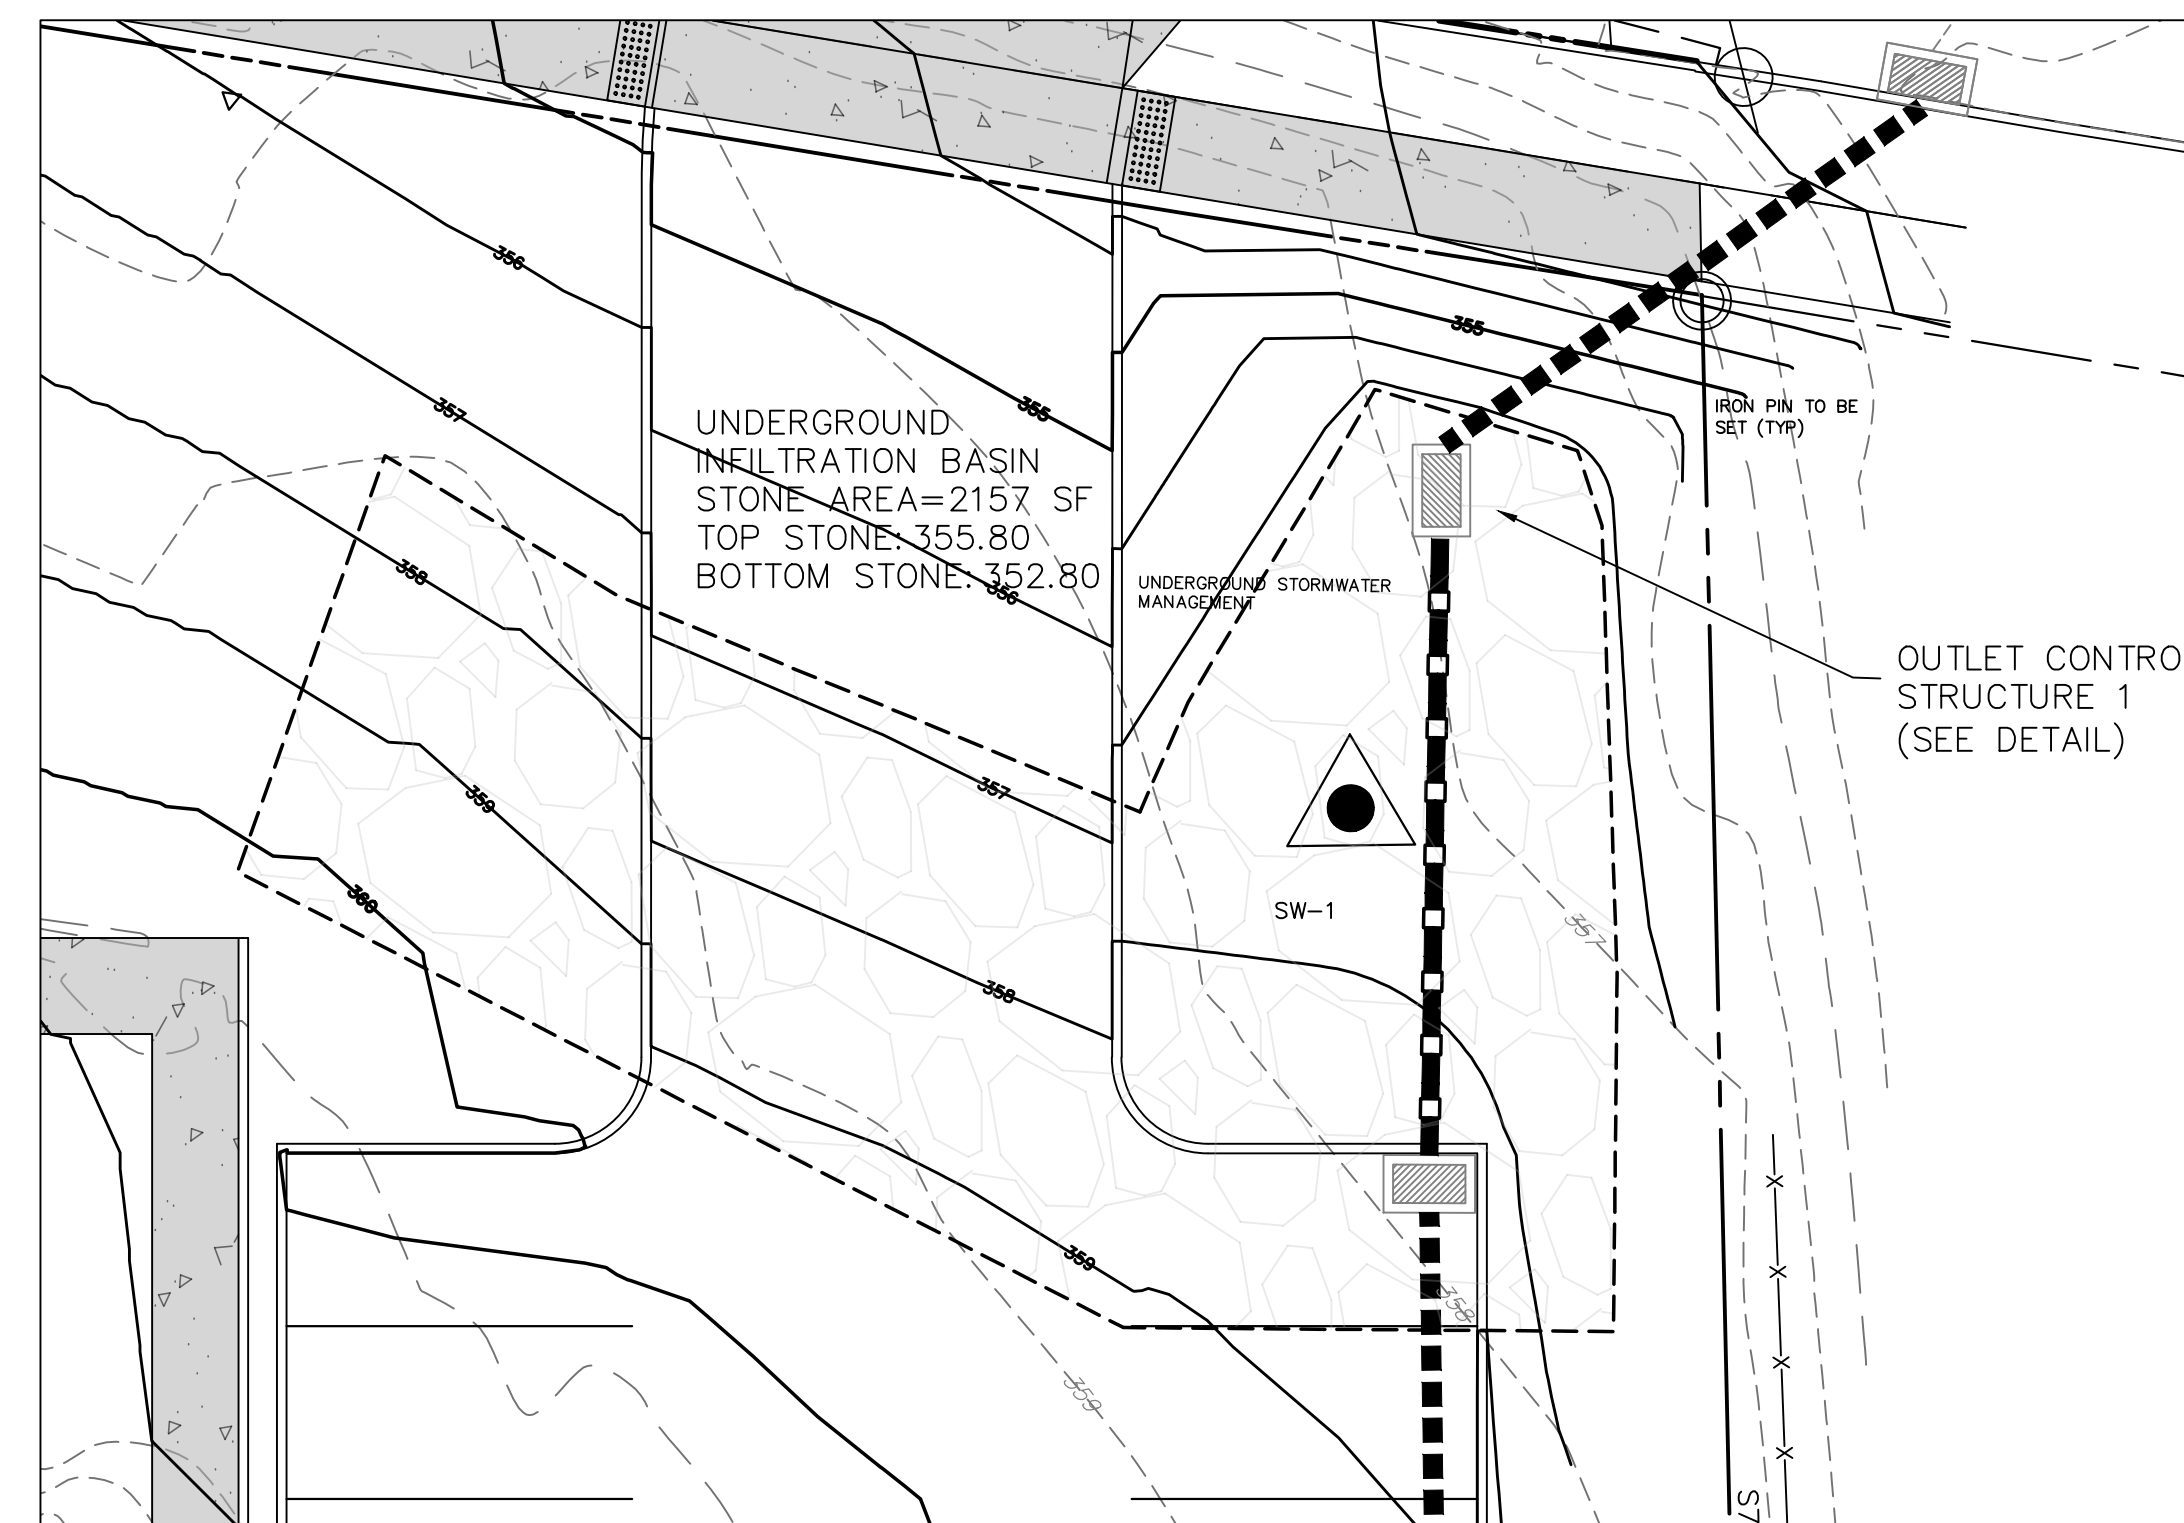 356
355
357
355
IRON PIN TO BE
SET (TYP)
UNDERGROUND
INFILTRATION BASIN
STONE AREA=2157 SF
TOP STONE: 355.80
BOTTOM STONE: 352.80
358
356
UNDERGROUND STORMWATER
MANAGEMENT
OUTLET CONTRO
STRUCTURE 1
(SEE DETAIL)
359
357
360
SW-1
357
358
359
358
359
X
X
X
X
S7